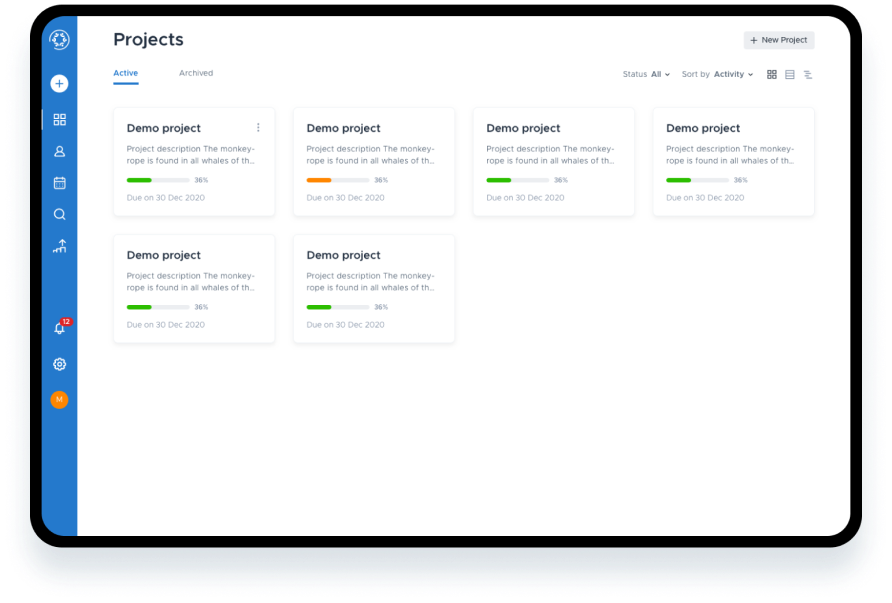 Projects
+ New Project
Active
Archived
Status All
Sort by Activity
Demo project
Project description The monkey-
rope is found in all whales of th...
36%
Due on 30 Dec 2020
Demo project
Project description The monkey-
rope is found in all whales of th...
36%
Due on 30 Dec 2020
Demo project
Project description The monkey-
rope is found in all whales of th...
36%
Due on 30 Dec 2020
Demo project
Project description The monkey-
rope is found in all whales of th...
36%
Due on 30 Dec 2020
Demo project
Project description The monkey-
rope is found in all whales of th...
36%
Due on 30 Dec 2020
Demo project
Project description The monkey-
rope is found in all whales of th...
36%
Due on 30 Dec 2020
12
M